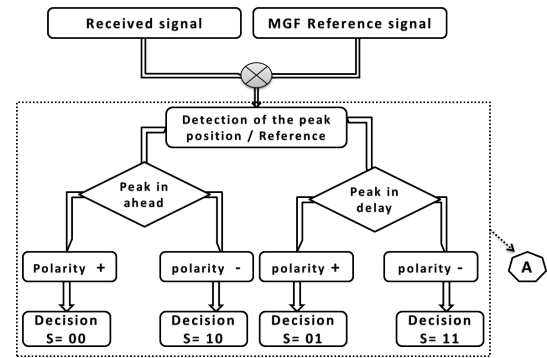 Received signal
MGF Reference signal
Detection of the peak
position / Reference
Peak in
ahead
Peak in
delay
Polarity +
polarity -
polarity +
polarity -
A
Decision
S= 00
Decision
S= 10
Decision
S= 01
Decision
S= 11